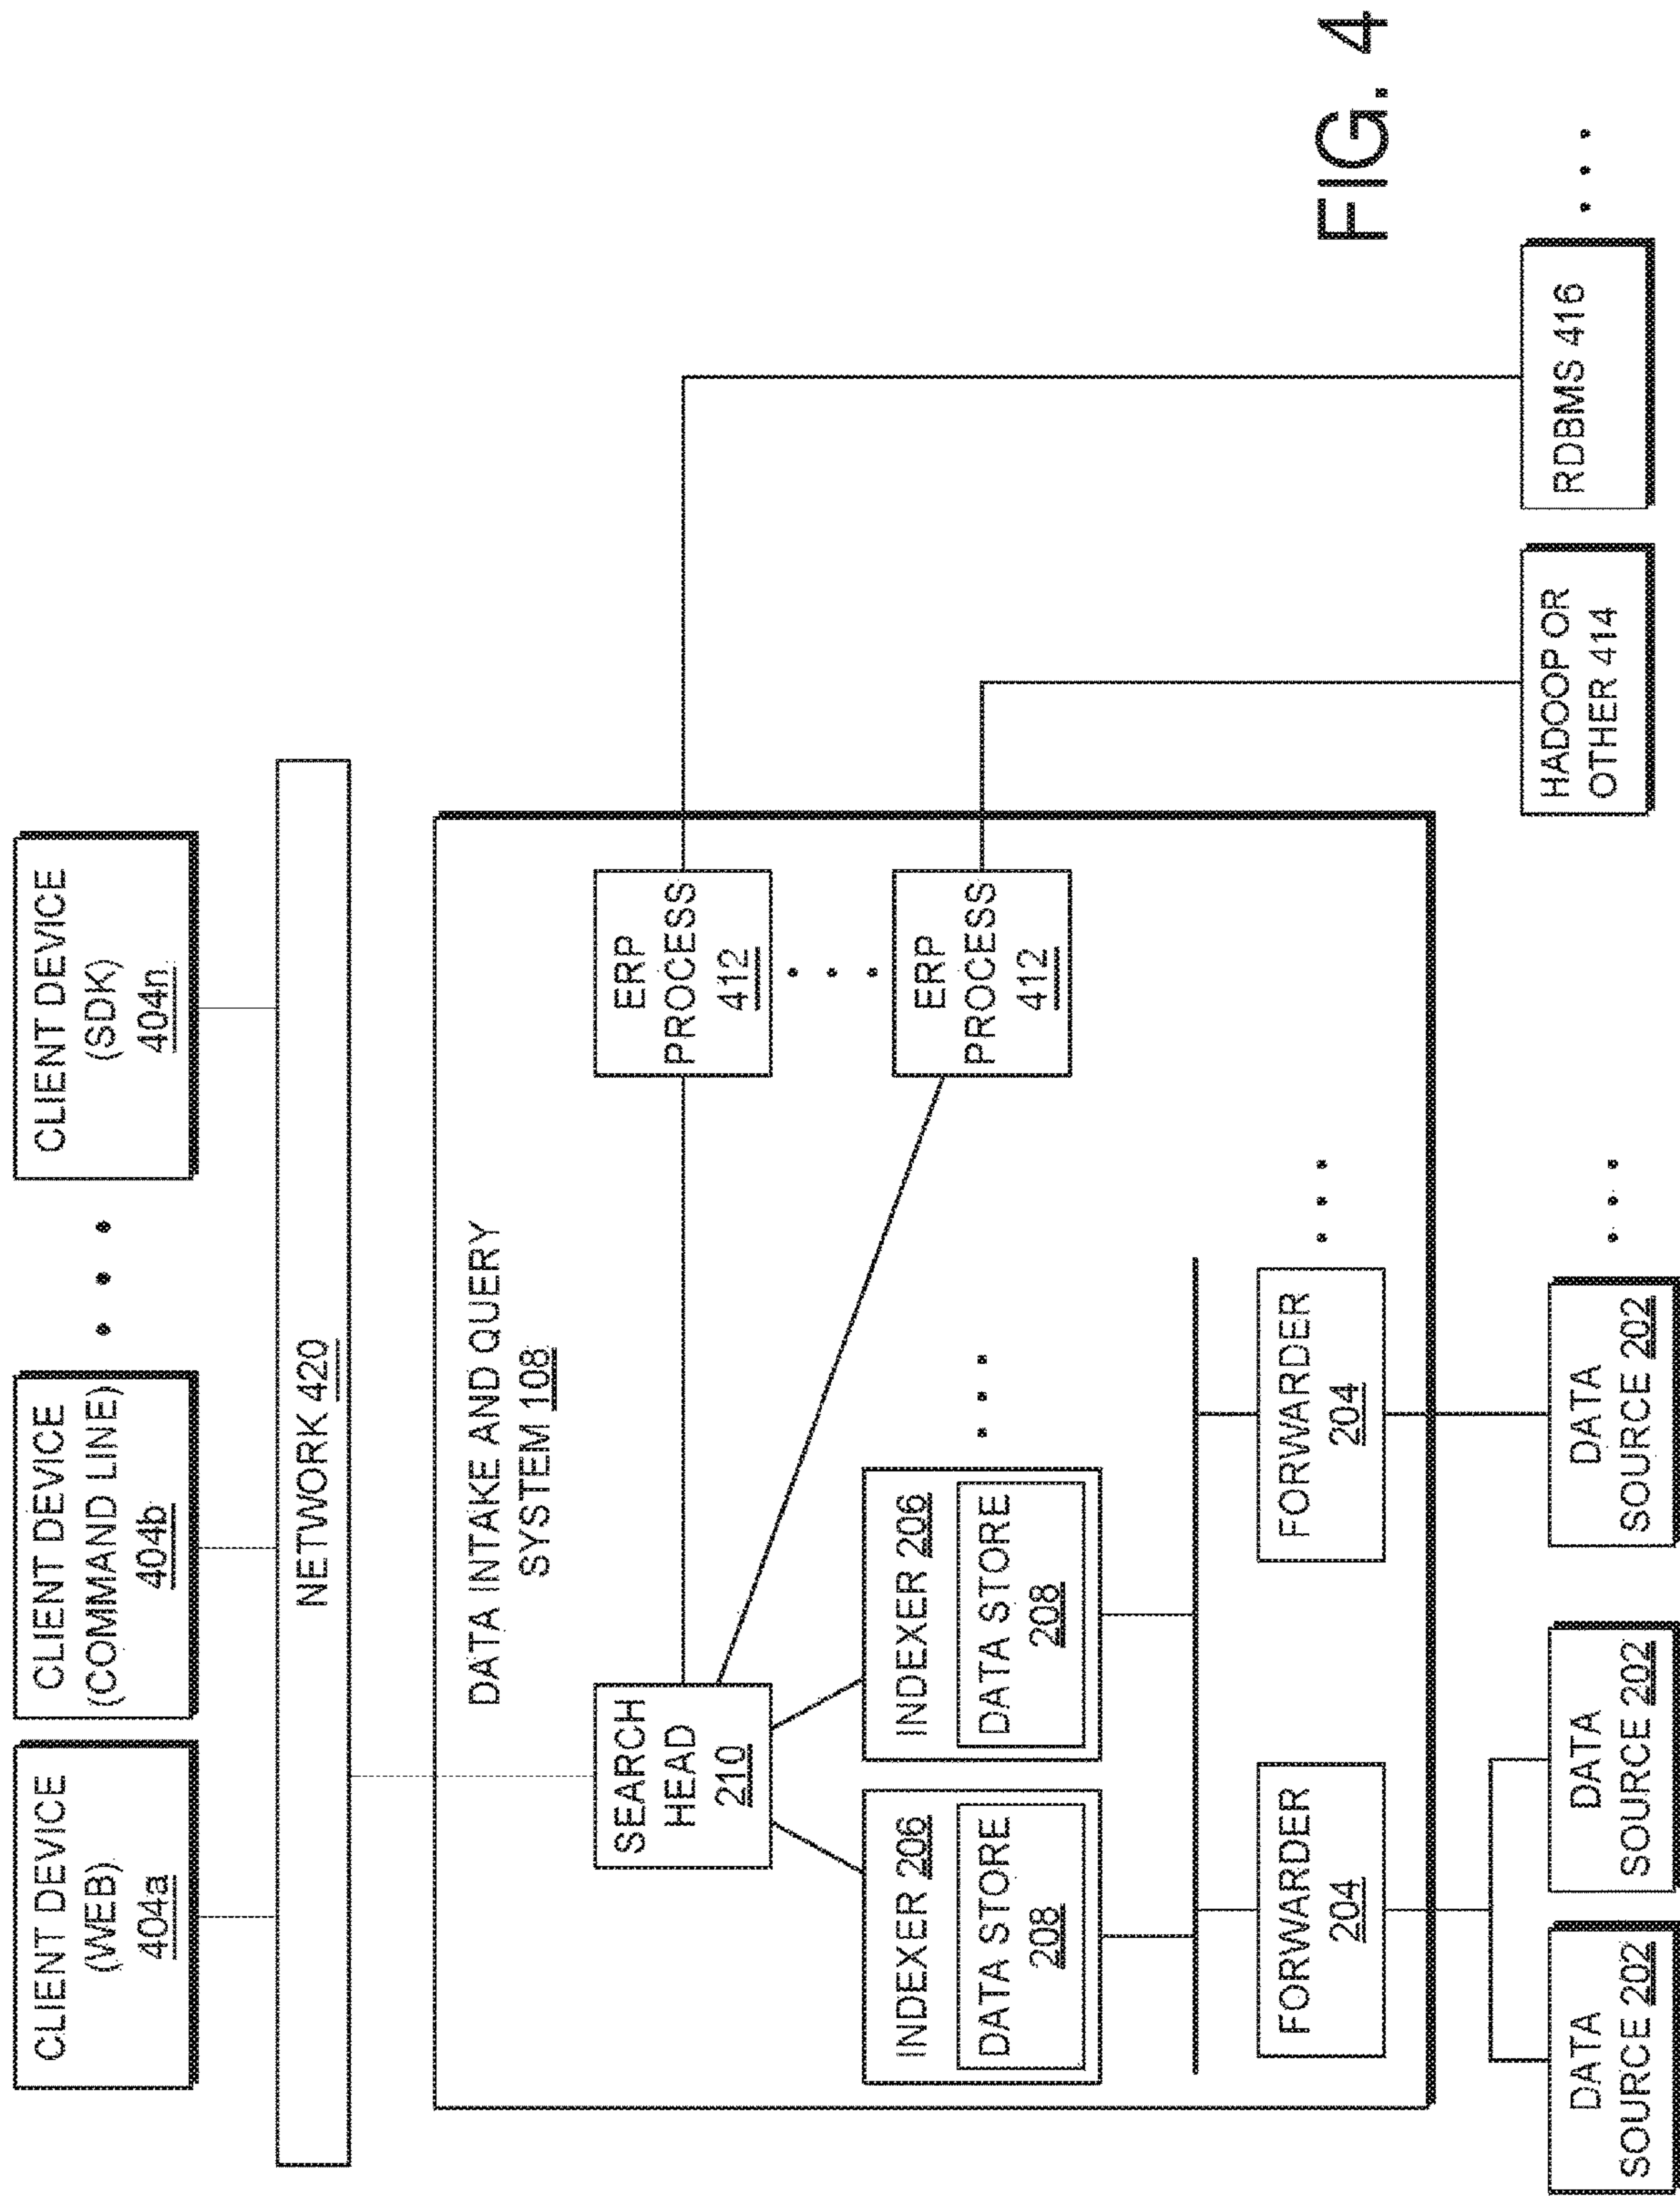 CLIENT DEVICE
(WEB)
404a
CLIENT DEVICE
(COMMAND LINE)
404b
CLIENT DEVICE
(SDK)
404n
NETWORK 420
DATA INTAKE AND QUERY
SYSTEM 108
SEARCH
HEAD
210
ERP
PROCESS
412
ERP
PROCESS
412
INDEXER 206
DATA STORE
208
INDEXER 206
DATA STORE
208
FORWARDER
204
FORWARDER
204
DATA
SOURCE 202
DATA
SOURCE 202
DATA
SOURCE 202
HADOOP OR
OTHER 414
RDBMS 416
FIG. 4